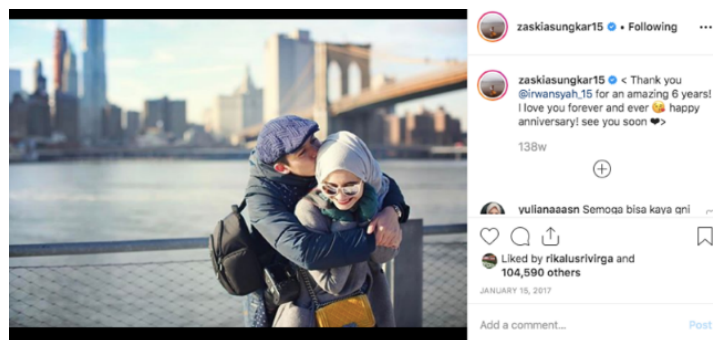 zaskiasungkar15 • Following
zaskiasungkar15 < Thank you
@irwansyah_15 for an amazing 6 years!
I love you forever and ever 😘 happy
anniversary! see you soon ❤>
138w
yulianaaasn Semoga bisa kaya gni
Liked by rikalusrivirga and
104,590 others
JANUARY 15, 2017
Add a comment...
Post